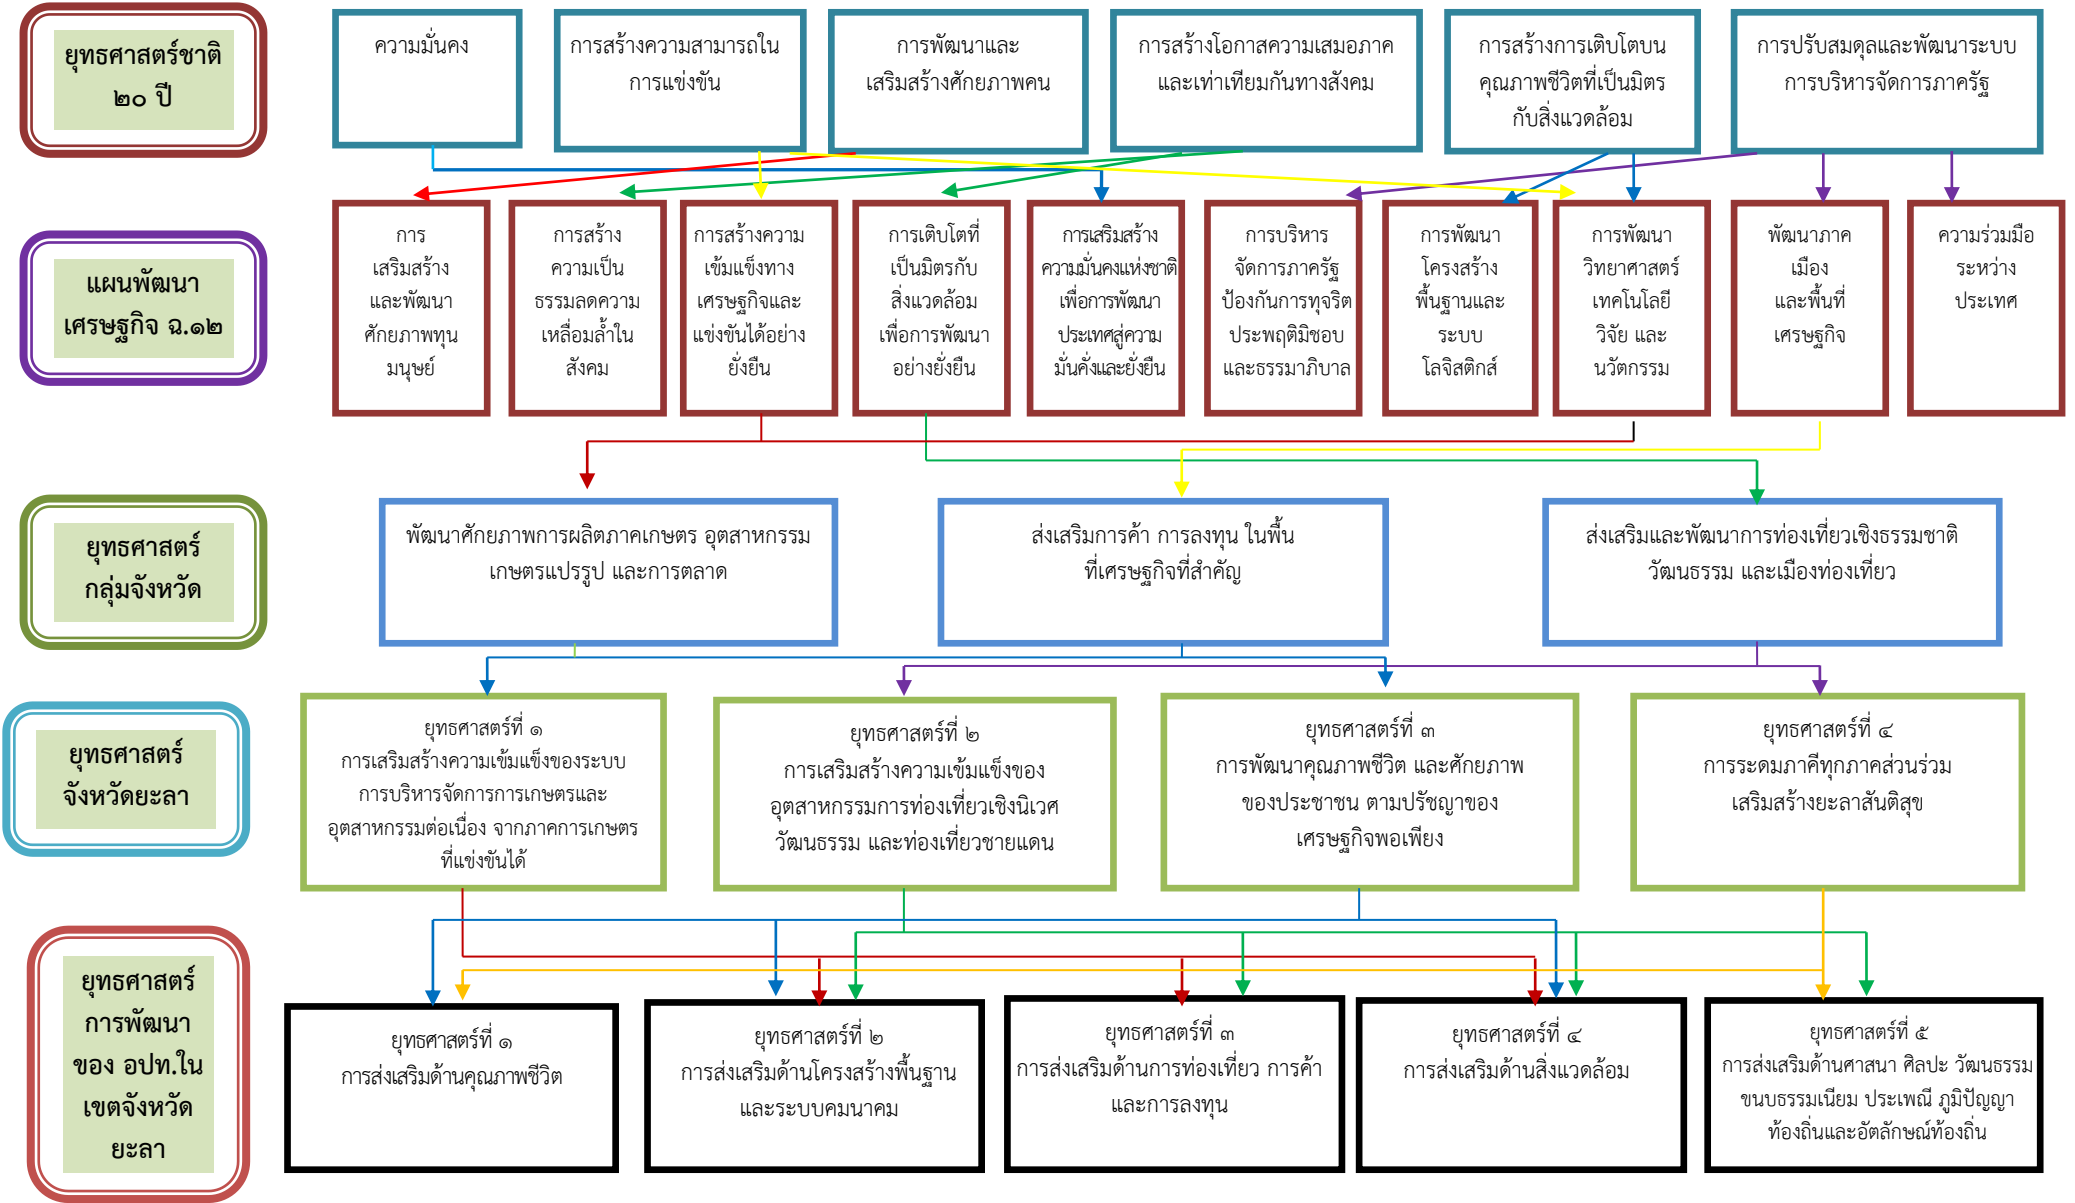 ยุทธศาสตร์ชาติ
๒๐ ปี
ความมั่นคง
การสร้างความสามารถใน
การแข่งขัน
การพัฒนาและ
เสริมสร้างศักยภาพคน
การสร้างโอกาสความเสมอภาค
และเท่าเทียมกันทางสังคม
การสร้างการเติบโตบน
คุณภาพชีวิตที่เป็นมิตร
กับสิ่งแวดล้อม
การปรับสมดุลและพัฒนาระบบ
การบริหารจัดการภาครัฐ
แผนพัฒนา
เศรษฐกิจ ฉ.๑๒
การ
เสริมสร้าง
และพัฒนา
ศักยภาพทุน
มนุษย์
การสร้าง
ความเป็น
ธรรมลดความ
เหลื่อมล้ำใน
สังคม
การสร้างความ
เข้มแข็งทาง
เศรษฐกิจและ
แข่งขันได้อย่าง
ยั่งยืน
การเติบโตที่
เป็นมิตรกับ
สิ่งแวดล้อม
เพื่อการพัฒนา
อย่างยั่งยืน
การเสริมสร้าง
ความมั่นคงแห่งชาติ
เพื่อการพัฒนา
ประเทศสู่ความ
มั่นคั่งและยั่งยืน
การบริหาร
จัดการภาครัฐ
ป้องกันการทุจริต
ประพฤติมิชอบ
และธรรมาภิบาล
การพัฒนา
โครงสร้าง
พื้นฐานและ
ระบบ
โลจิสติกส์
การพัฒนา
วิทยาศาสตร์
เทคโนโลยี
วิจัย และ
นวัตกรรม
พัฒนาภาค
เมือง
และพื้นที่
เศรษฐกิจ
ความร่วมมือ
ระหว่าง
ประเทศ
ยุทธศาสตร์
กลุ่มจังหวัด
พัฒนาศักยภาพการผลิตภาคเกษตร อุตสาหกรรม
เกษตรแปรรูป และการตลาด
ส่งเสริมการค้า การลงทุน ในพื้น
ที่เศรษฐกิจที่สำคัญ
ส่งเสริมและพัฒนาการท่องเที่ยวเชิงธรรมชาติ
วัฒนธรรม และเมืองท่องเที่ยว
ยุทธศาสตร์
จังหวัดยะลา
ยุทธศาสตร์ที่ ๑
การเสริมสร้างความเข้มแข็งของระบบ
การบริหารจัดการการเกษตรและ
อุตสาหกรรมต่อเนื่อง จากภาคการเกษตร
ที่แข่งขันได้
ยุทธศาสตร์ที่ ๒
การเสริมสร้างความเข้มแข็งของ
อุตสาหกรรมการท่องเที่ยวเชิงนิเวศ
วัฒนธรรม และท่องเที่ยวชายแดน
ยุทธศาสตร์ที่ ๓
การพัฒนาคุณภาพชีวิต และศักยภาพ
ของประชาชน ตามปรัชญาของ
เศรษฐกิจพอเพียง
ยุทธศาสตร์ที่ ๔
การระดมภาคีทุกภาคส่วนร่วม
เสริมสร้างยะลาสันติสุข
ยุทธศาสตร์
การพัฒนา
ของ อปท.ใน
เขตจังหวัด
ยะลา
ยุทธศาสตร์ที่ ๑
การส่งเสริมด้านคุณภาพชีวิต
ยุทธศาสตร์ที่ ๒
การส่งเสริมด้านโครงสร้างพื้นฐาน
และระบบคมนาคม
ยุทธศาสตร์ที่ ๓
การส่งเสริมด้านการท่องเที่ยว การค้า
และการลงทุน
ยุทธศาสตร์ที่ ๔
การส่งเสริมด้านสิ่งแวดล้อม
ยุทธศาสตร์ที่ ๕
การส่งเสริมด้านศาสนา ศิลปะ วัฒนธรรม
ขนบธรรมเนียม ประเพณี ภูมิปัญญา
ท้องถิ่นและอัตลักษณ์ท้องถิ่น